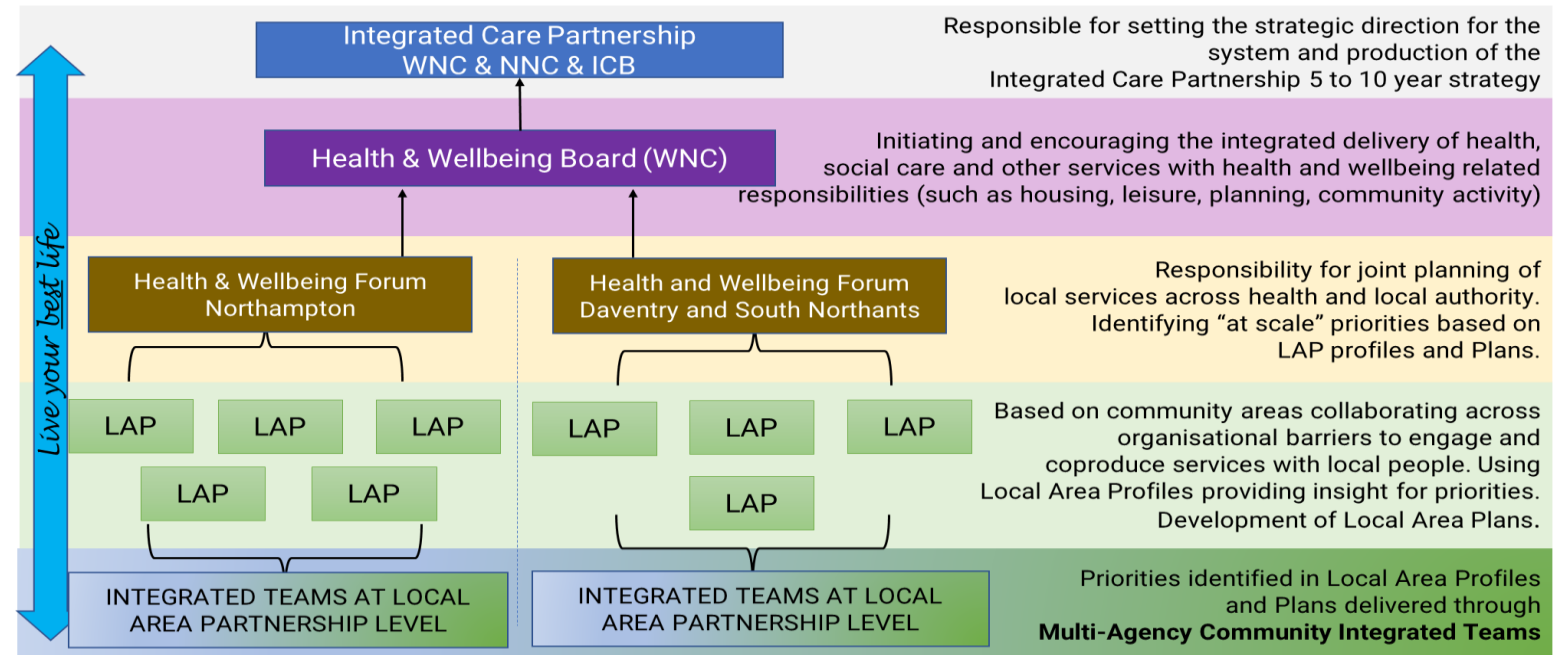 Integrated Care Partnership
WNC & NNC & ICB
Responsible for setting the strategic direction for the
system and production of the
Integrated Care Partnership 5 to 10 year strategy
Health & Wellbeing Board (WNC)
Initiating and encouraging the integrated delivery of health,
social care and other services with health and wellbeing related
responsibilities (such as housing, leisure, planning, community activity)
Live your best life
Health & Wellbeing Forum
Northampton
Health and Wellbeing Forum
Daventry and South Northants
Responsibility for joint planning of
local services across health and local authority.
Identifying “at scale” priorities based on
LAP profiles and Plans.
LAP
LAP
LAP
LAP
LAP
LAP
LAP
LAP
LAP
Based on community areas collaborating across
organisational barriers to engage and
coproduce services with local people. Using
Local Area Profiles providing insight for priorities.
Development of Local Area Plans.
INTEGRATED TEAMS AT LOCAL
AREA PARTNERSHIP LEVEL
INTEGRATED TEAMS AT LOCAL
AREA PARTNERSHIP LEVEL
Priorities identified in Local Area Profiles
and Plans delivered through
Multi-Agency Community Integrated Teams